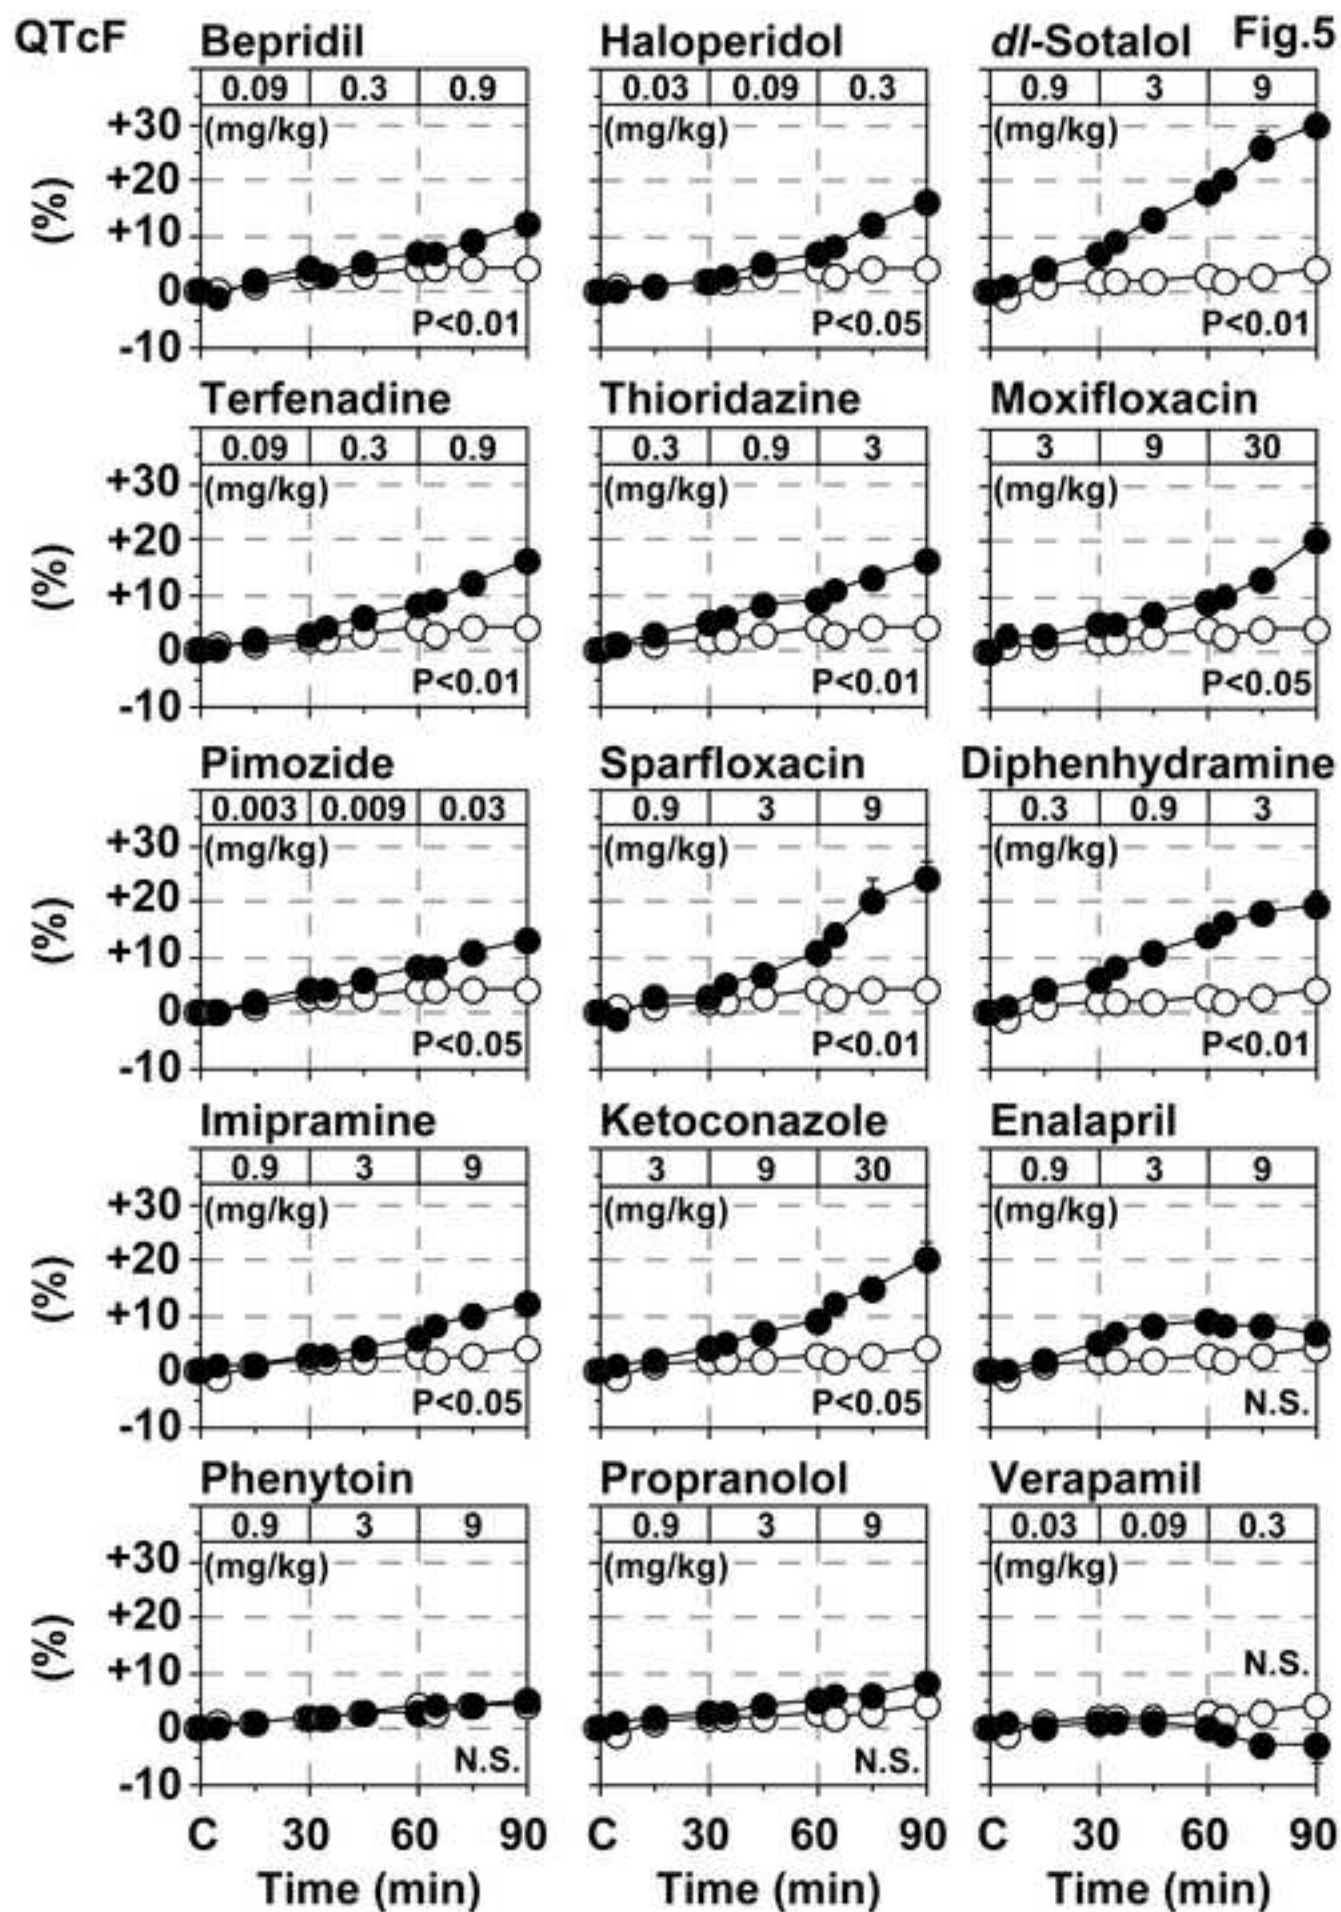 QTcF Bepridil Haloperidol dl-Sotalol Fig.5
0.09 0.3 0.9 0.03 0.09 0.3 0.9 3 9
+30 (mg/kg) (mg/kg) (mg/kg)
+20
(%)
+10
0
P<0.01 P<0.05 P<0.01
-10
Terfenadine Thioridazine Moxifloxacin
0.09 0.3 0.9 0.3 0.9 3 3 9 30
+30 (mg/kg) (mg/kg) (mg/kg)
+20
(%)
+10
0
P<0.01 P<0.01 P<0.05
-10
Pimozide Sparfloxacin Diphenhydramine
0.003 0.009 0.03 0.9 3 9 0.3 0.9 3
+30 (mg/kg) (mg/kg) (mg/kg)
+20
(%)
+10
0
P<0.05 P<0.01 P<0.01
-10
Imipramine Ketoconazole Enalapril
0.9 3 9 3 9 30 0.9 3 9
+30 (mg/kg) (mg/kg) (mg/kg)
+20
(%)
+10
0
P<0.05 P<0.05 N.S.
-10
Phenytoin Propranolol Verapamil
0.9 3 9 0.9 3 9 0.03 0.09 0.3
+30 (mg/kg) (mg/kg) (mg/kg)
+20
(%)
+10 N.S.
0
N.S. N.S.
-10
C 30 60 90 C 30 60 90 C 30 60 90
Time (min) Time (min) Time (min)